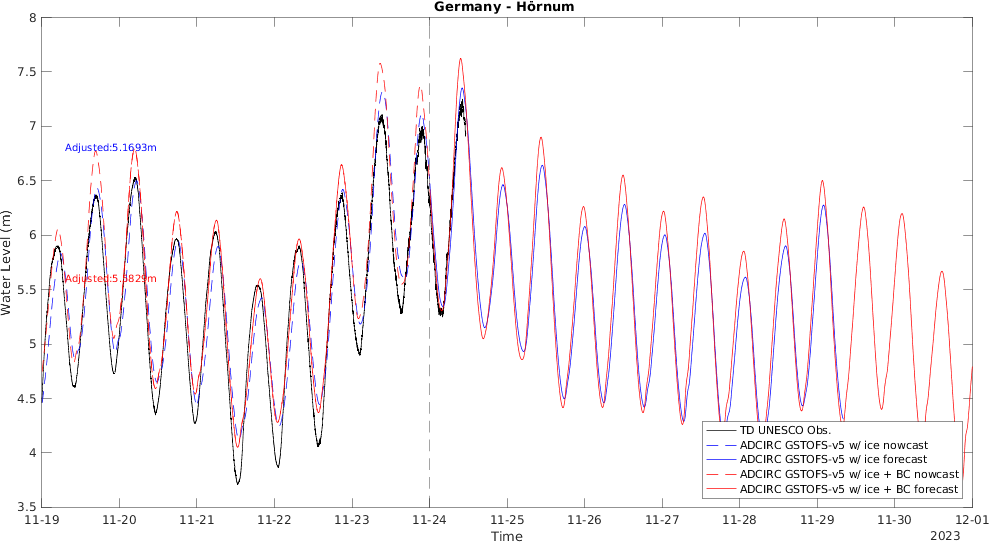 Germany - Hörnum
8
7.5
7
6.5
6
5.5
5
4.5
4
3.5
Water Level (m)
Adjusted:5.1693m
Adjusted:5.3829m
TD UNESCO Obs.
ADCIRC GSTOFS-v5 w/ ice nowcast
ADCIRC GSTOFS-v5 w/ ice forecast
ADCIRC GSTOFS-v5 w/ ice + BC nowcast
ADCIRC GSTOFS-v5 w/ ice + BC forecast
11-19 11-20 11-21 11-22 11-23 11-24 11-25 11-26 11-27 11-28 11-29 11-30 12-01
Time
2023